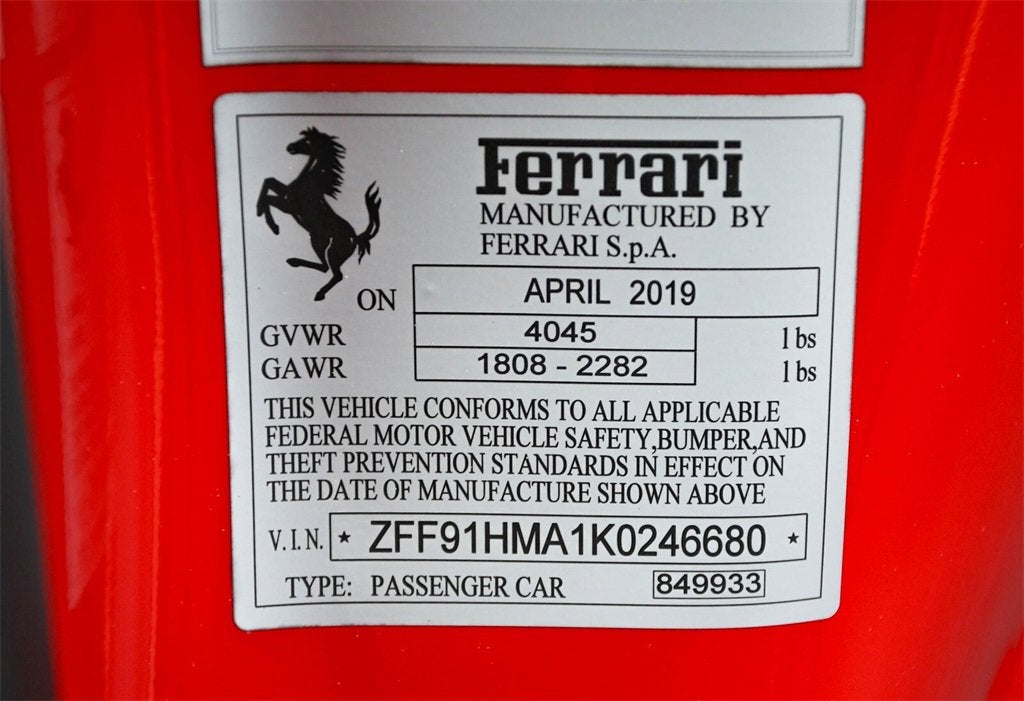 Ferrari
MANUFACTURED BY
FERRARI S.p.A.
ON APRIL 2019
GVWR 4045 lbs
GAWR 1808 - 2282 lbs
THIS VEHICLE CONFORMS TO ALL APPLICABLE
FEDERAL MOTOR VEHICLE SAFETY,BUMPER,AND
THEFT PREVENTION STANDARDS IN EFFECT ON
THE DATE OF MANUFACTURE SHOWN ABOVE
V.I.N. ★ ZFF91HMA1K0246680 ★
TYPE: PASSENGER CAR 849933